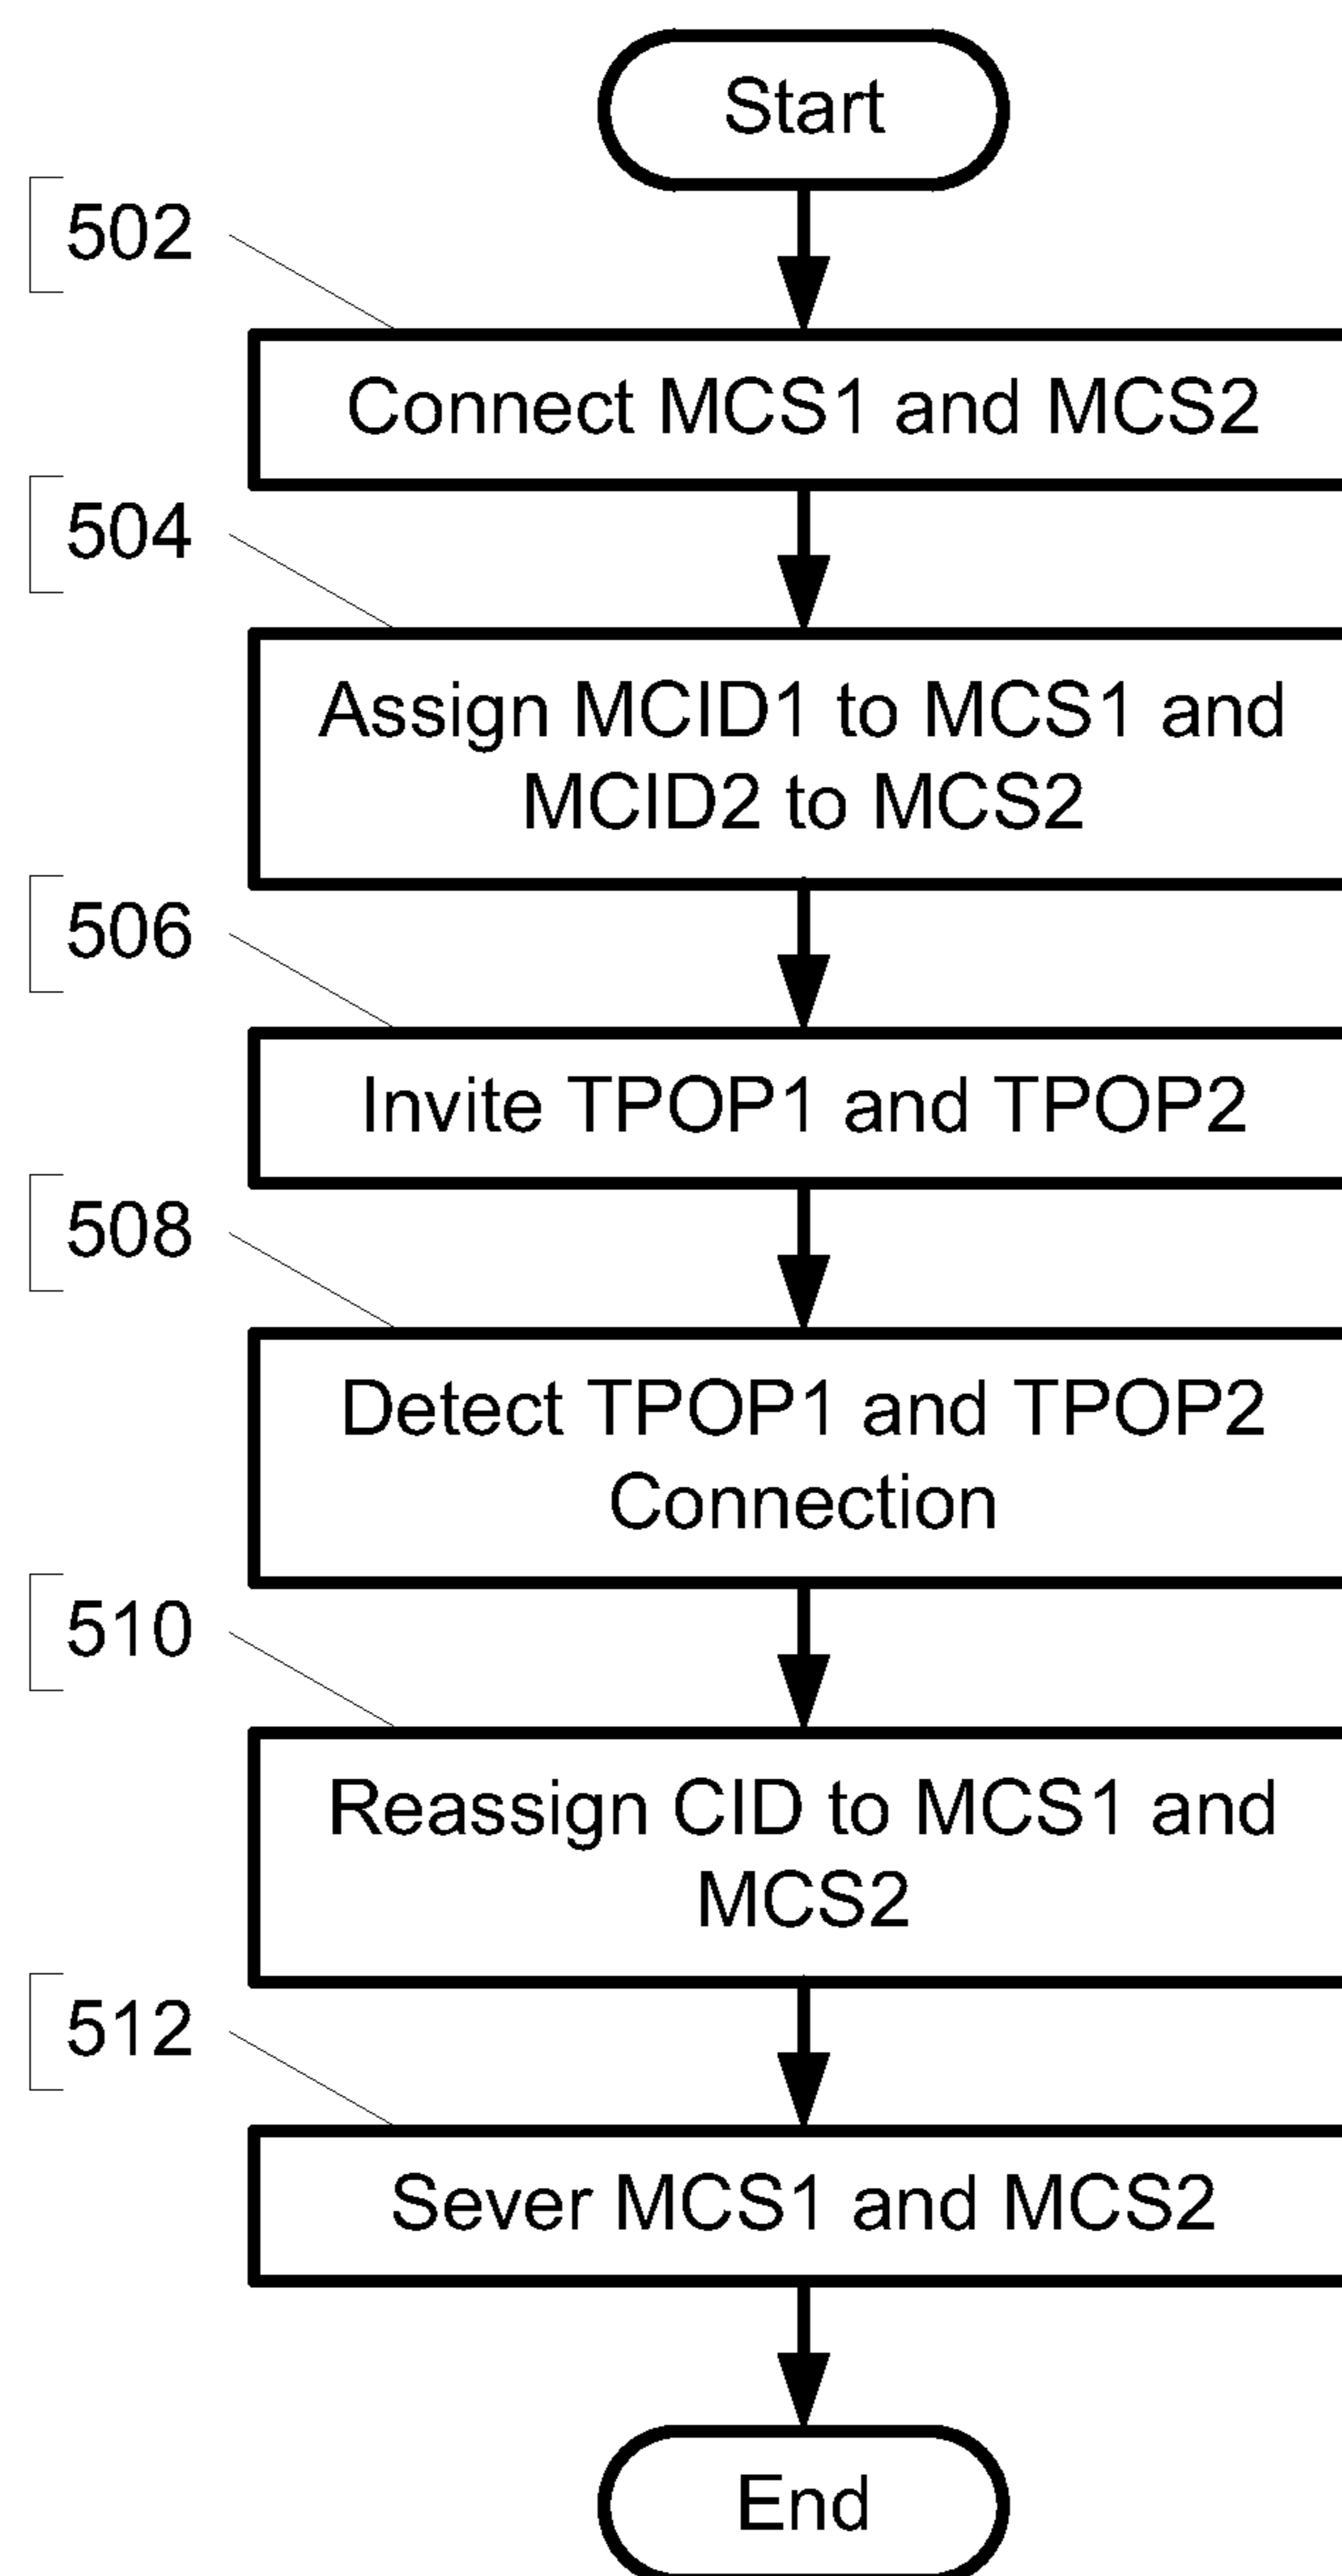 Start
502
Connect MCS1 and MCS2
504
Assign MCID1 to MCS1 and
MCID2 to MCS2
506
Invite TPOP1 and TPOP2
508
Detect TPOP1 and TPOP2
Connection
510
Reassign CID to MCS1 and
MCS2
512
Sever MCS1 and MCS2
End